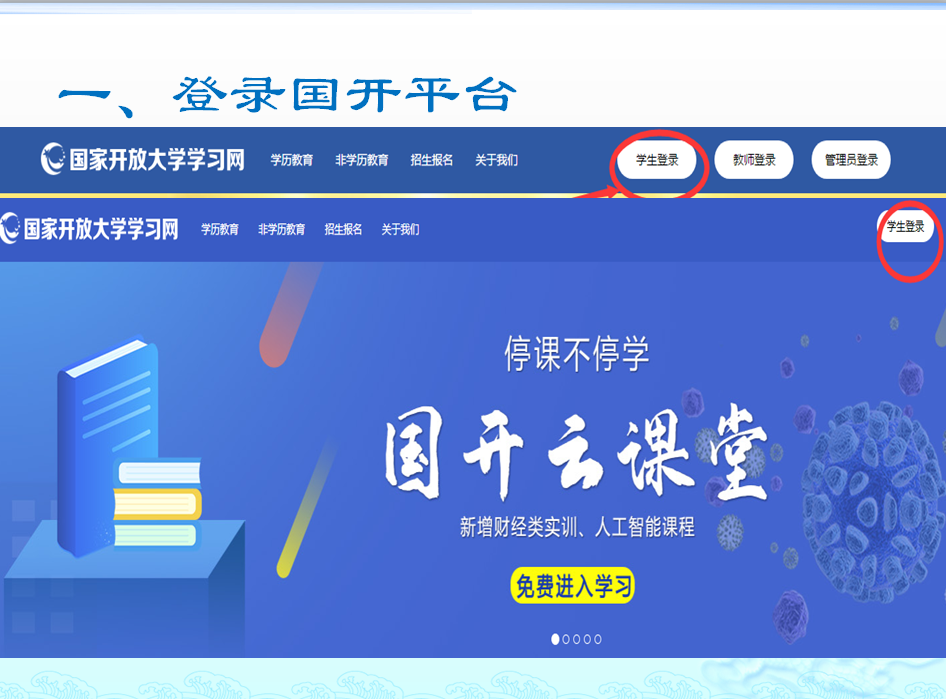 一、登录国开平台
国家开放大学学习网 学历教育 非学历教育 招生报名 关于我们 学生登录 教师登录 管理员登录
国家开放大学学习网 学历教育 非学历教育 招生报名 关于我们 学生登录
停课不停学
国开云课堂
新增财经类实训、人工智能课程
免费进入学习